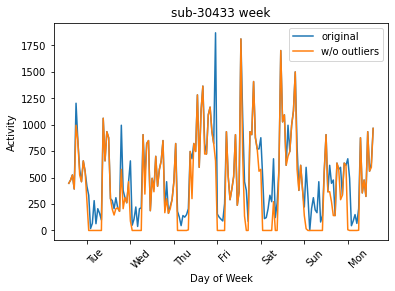 sub-30433 week
original
w/o outliers
Activity
1750
1500
1250
1000
750
500
250
0
Tue
Wed
Thu
Fri
Sat
Sun
Mon
Day of Week